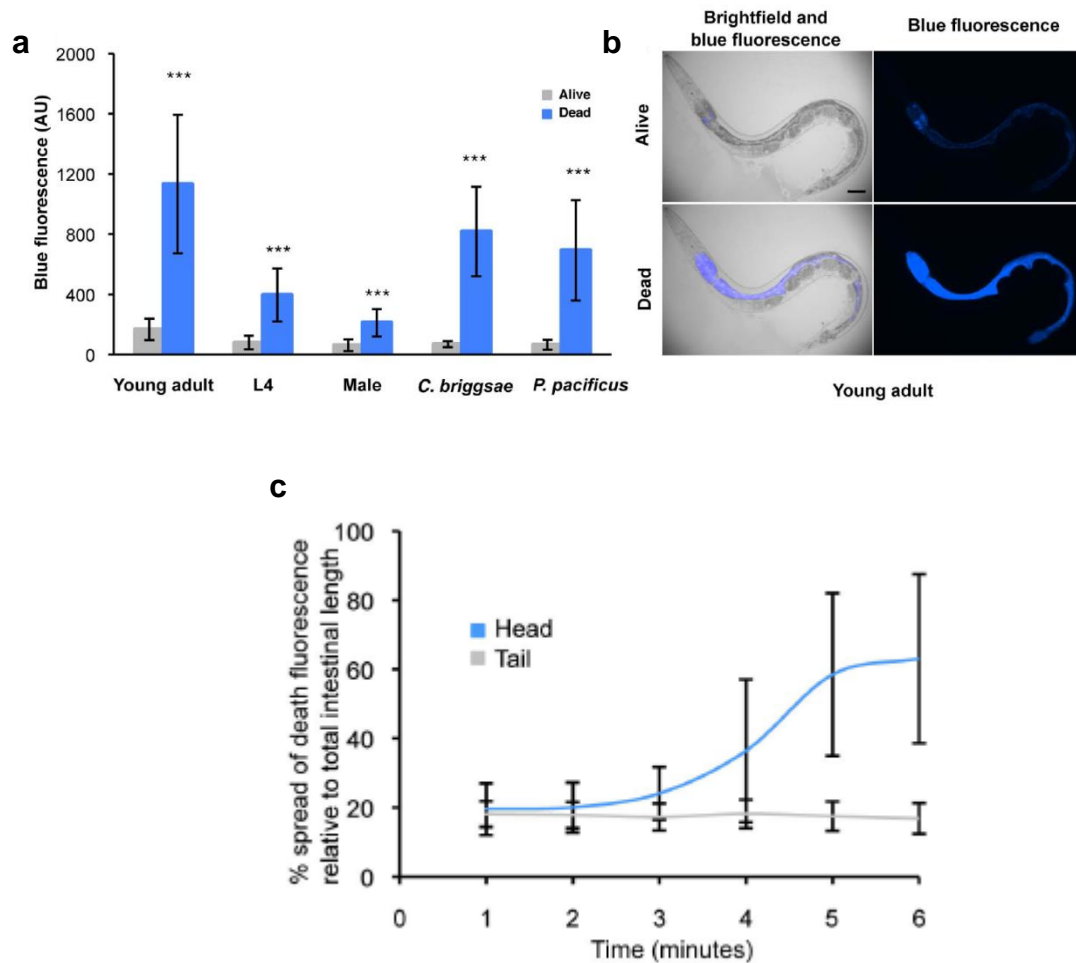 a
2000
1600
1200
800
400
0
Blue fluorescence (AU)
***
***
***
***
***
Alive
Dead
Young adult
L4
Male
C. briggsae
P. pacificus
b
Brightfield and
blue fluorescence
Blue fluorescence
Alive
Dead
Young adult
c
% spread of death fluorescence
relative to total intestinal length
100
80
60
40
20
0
Head
Tail
0 1 2 3 4 5 6
Time (minutes)